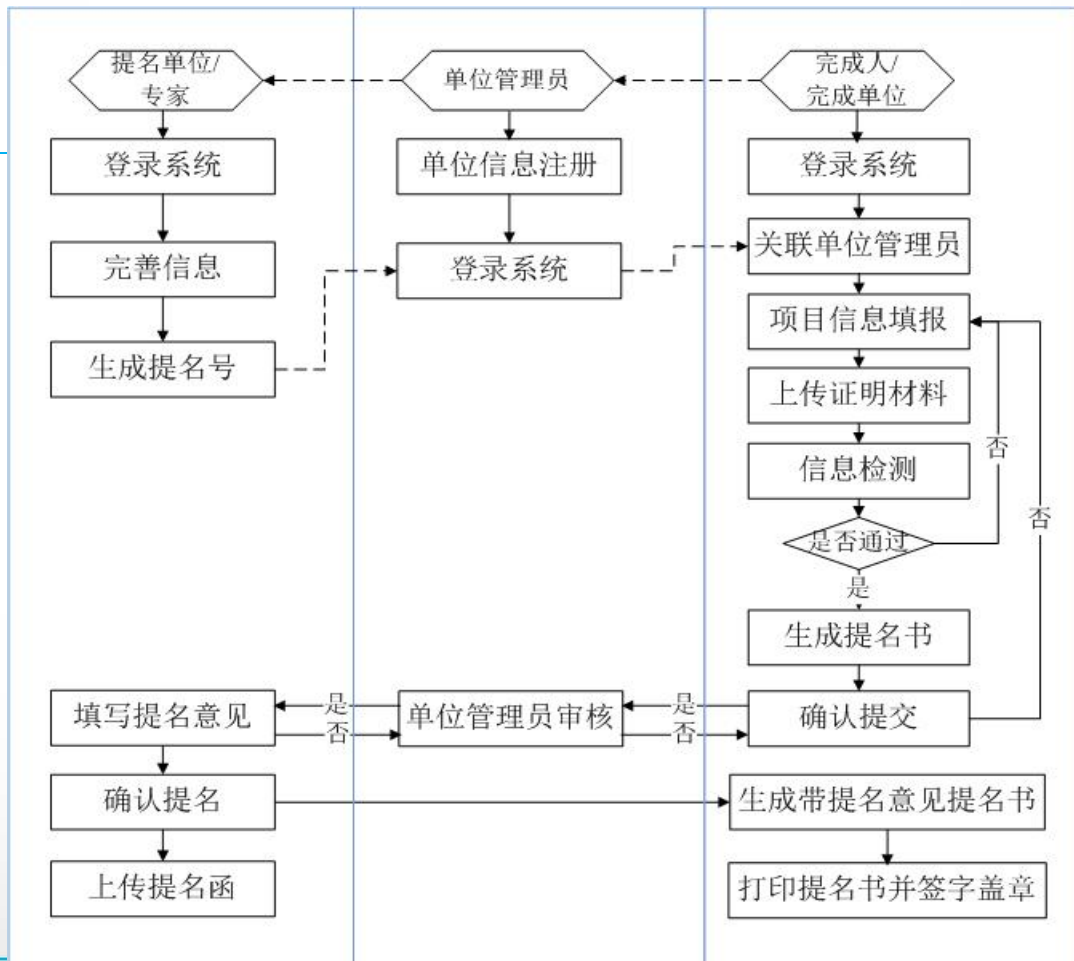 提名单位/
专家
单位管理员
完成人/
完成单位
登录系统
单位信息注册
登录系统
完善信息
登录系统
关联单位管理员
生成提名号
项目信息填报
上传证明材料
信息检测
否
否
是否通过
是
生成提名书
填写提名意见
是
否
单位管理员审核
是
否
确认提交
确认提名
生成带提名意见提名书
上传提名函
打印提名书并签字盖章